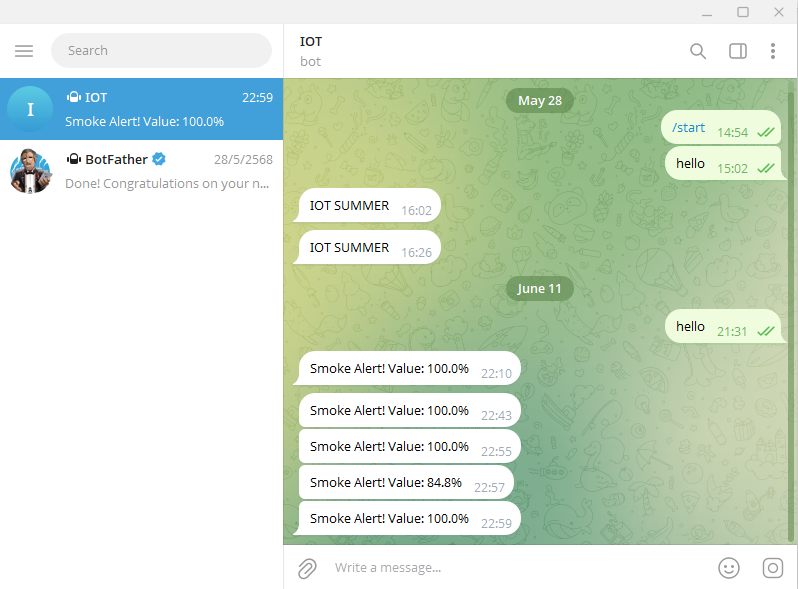 Search
I
IOT
22:59
Smoke Alert! Value: 100.0%
BotFather
28/5/2568
Done! Congratulations on your n...
IOT
bot
May 28
/start 14:54
hello 15:02
IOT SUMMER 16:02
IOT SUMMER 16:26
June 11
hello 21:31
Smoke Alert! Value: 100.0% 22:10
Smoke Alert! Value: 100.0% 22:43
Smoke Alert! Value: 100.0% 22:55
Smoke Alert! Value: 84.8% 22:57
Smoke Alert! Value: 100.0% 22:59
Write a message...